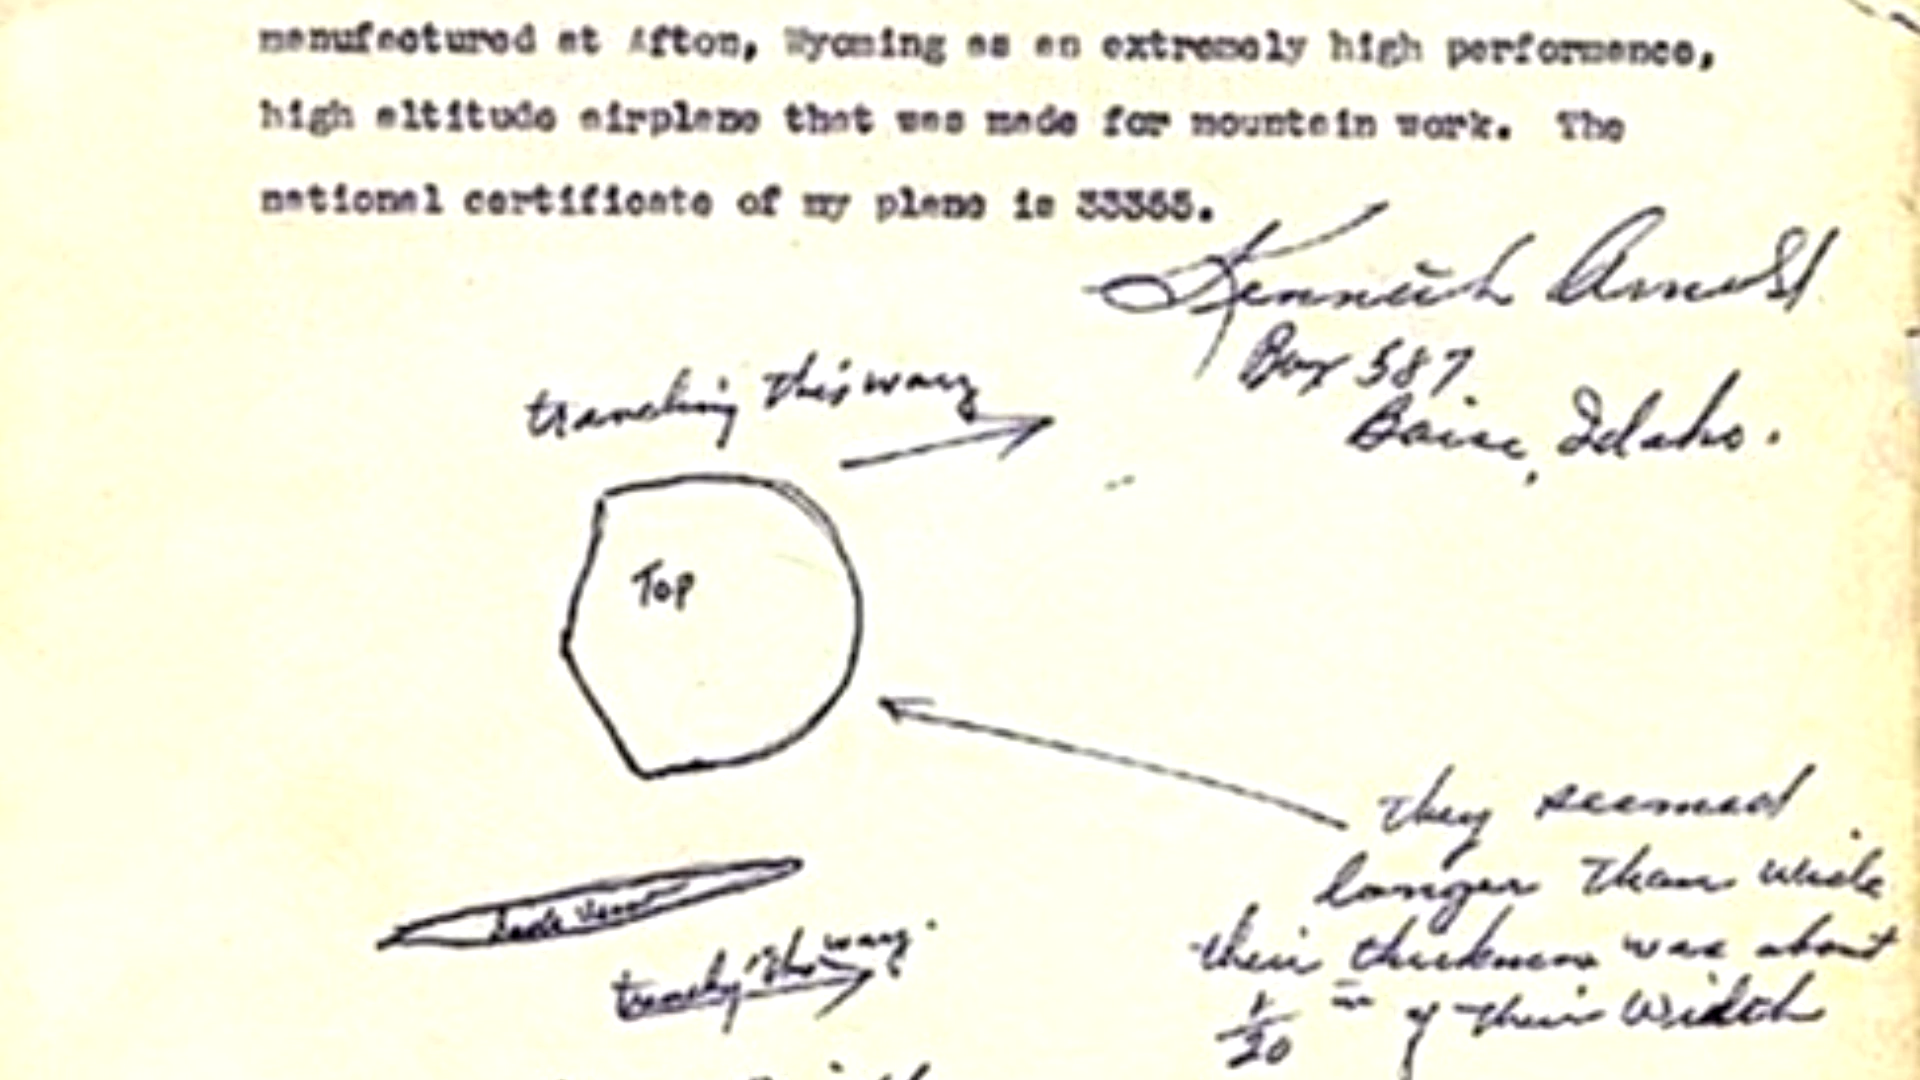 manufactured at Afton, Wyoming as an extremely high performance,
high altitude airplane that was made for mountain work. The
national certificate of my plane is 33365.
Kenneth Arnold
Box 587
Boise, Idaho.
traveling this way
Top
They seemed
longer than wide
their thickness was about
1/20 th of their width
Side View
traveling this way.